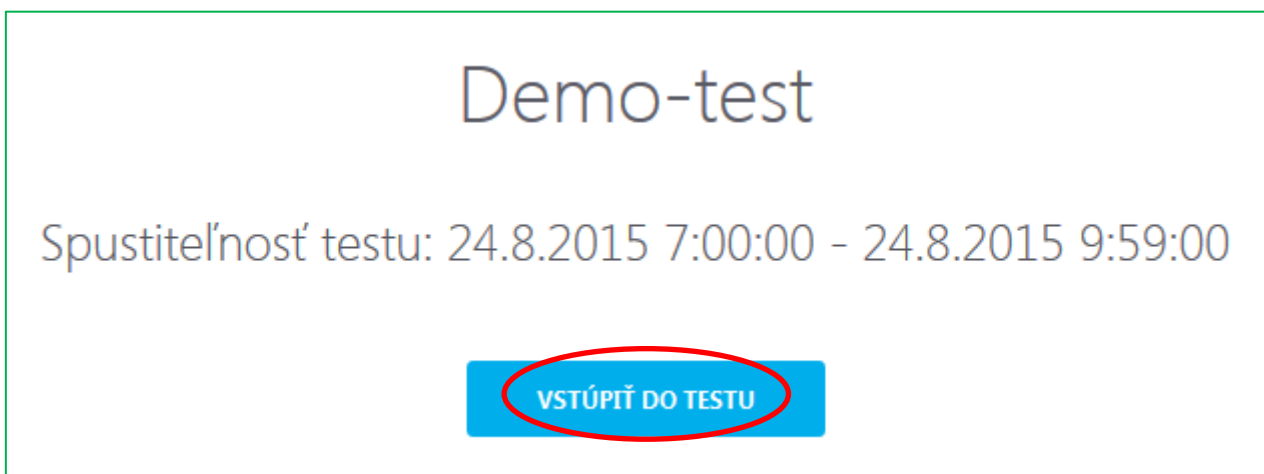 Demo-test
Spustiteľnosť testu: 24.8.2015 7:00:00 - 24.8.2015 9:59:00
VSTÚPIŤ DO TESTU